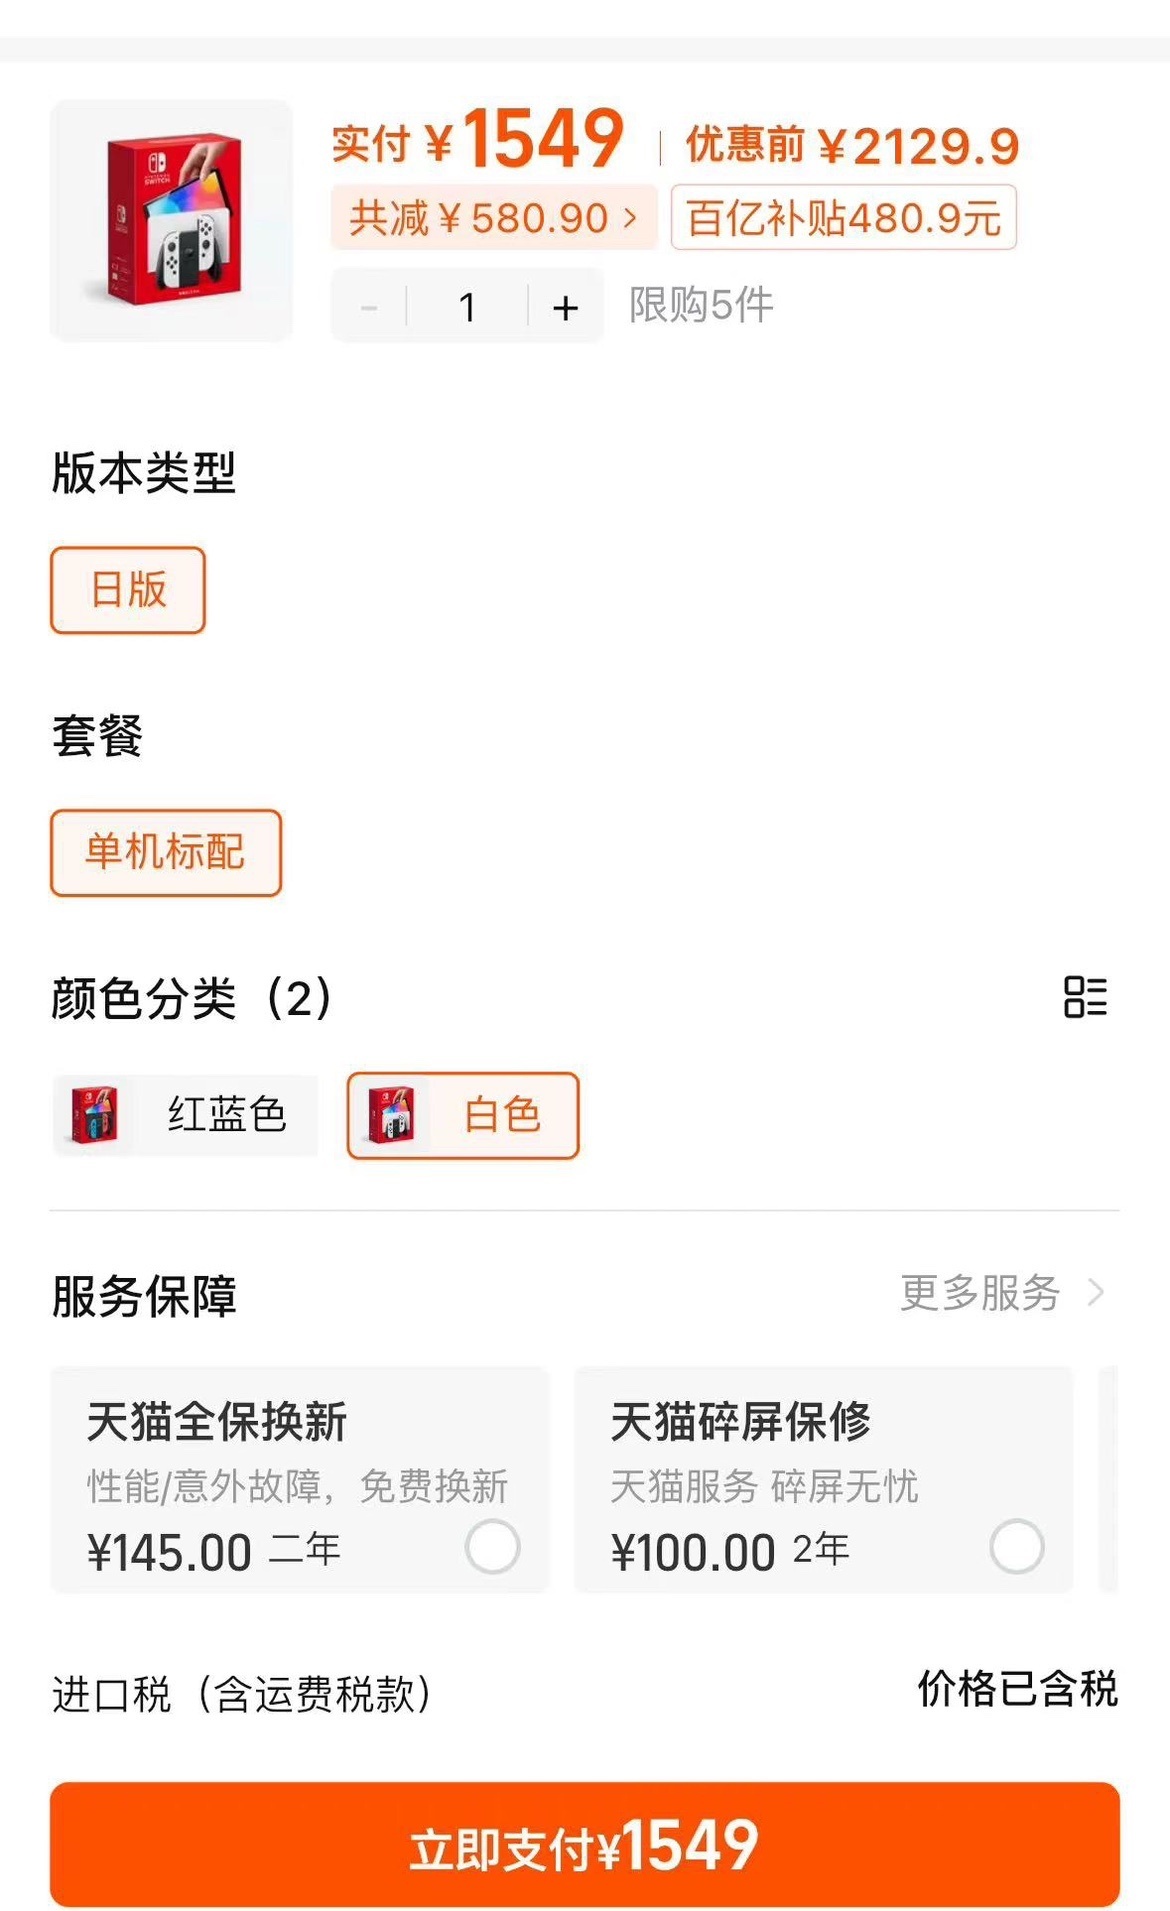 实付¥1549 | 优惠前¥2129.9
共减¥580.90 > 百亿补贴480.9元
- 1 + 限购5件
NINTENDO
SWITCH
版本类型
日版
套餐
单机标配
颜色分类（2）
红蓝色 白色
服务保障 更多服务 >
天猫全保换新 天猫碎屏保修
性能/意外故障，免费换新 天猫服务 碎屏无忧
¥145.00 二年 ¥100.00 2年
进口税（含运费税款） 价格已含税
立即支付¥1549